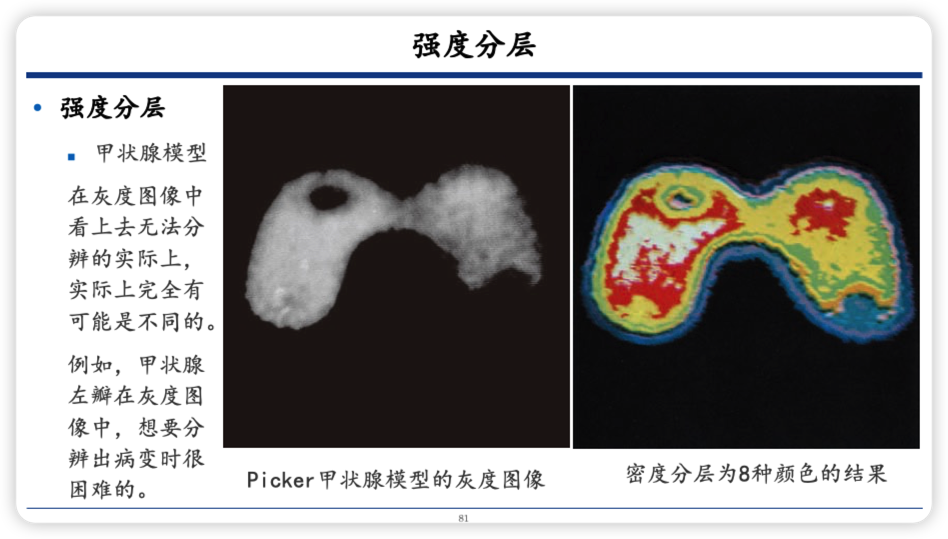 强度分层
强度分层
甲状腺模型
在灰度图像中
看上去无法分
辨的实际上，
实际上完全有
可能是不同的。
例如，甲状腺
左瓣在灰度图
像中，想要分
辨出病变时很
困难的。
Picker甲状腺模型的灰度图像
密度分层为8种颜色的结果
81